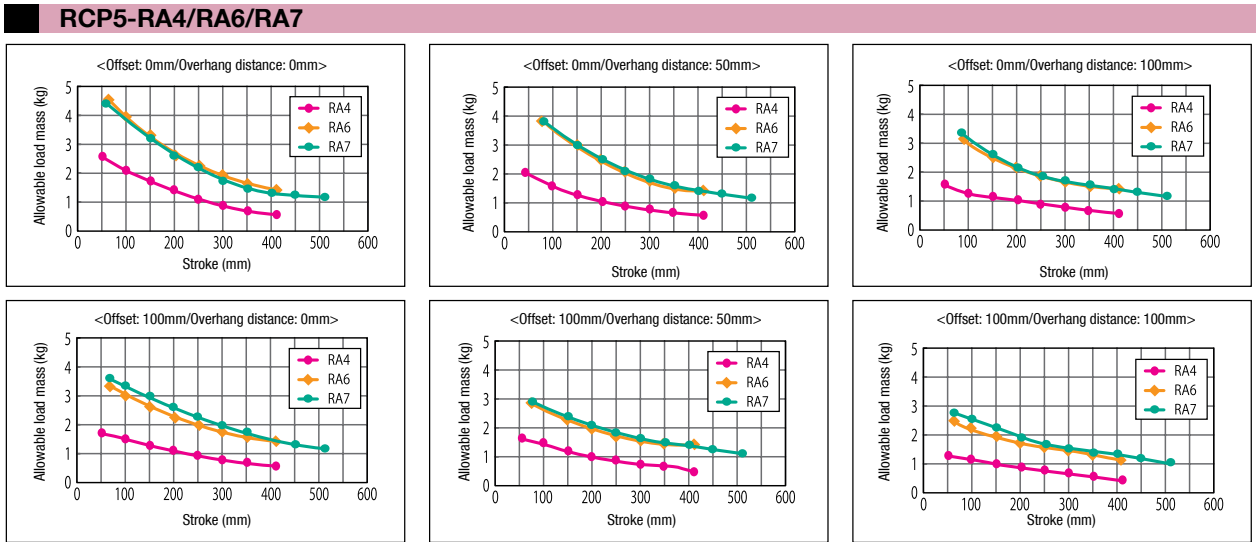 RCP5-RA4/RA6/RA7
<Offset: 0mm/Overhang distance: 0mm>
Allowable load mass (kg)
5
4
3
2
1
0
0 100 200 300 400 500 600
Stroke (mm)
RA4
RA6
RA7
<Offset: 0mm/Overhang distance: 50mm>
Allowable load mass (kg)
5
4
3
2
1
0
0 100 200 300 400 500 600
Stroke (mm)
RA4
RA6
RA7
<Offset: 0mm/Overhang distance: 100mm>
Allowable load mass (kg)
5
4
3
2
1
0
0 100 200 300 400 500 600
Stroke (mm)
RA4
RA6
RA7
<Offset: 100mm/Overhang distance: 0mm>
Allowable load mass (kg)
5
4
3
2
1
0
0 100 200 300 400 500 600
Stroke (mm)
RA4
RA6
RA7
<Offset: 100mm/Overhang distance: 50mm>
Allowable load mass (kg)
5
4
3
2
1
0
0 100 200 300 400 500 600
Stroke (mm)
RA4
RA6
RA7
<Offset: 100mm/Overhang distance: 100mm>
Allowable load mass (kg)
5
4
3
2
1
0
0 100 200 300 400 500 600
Stroke (mm)
RA4
RA6
RA7